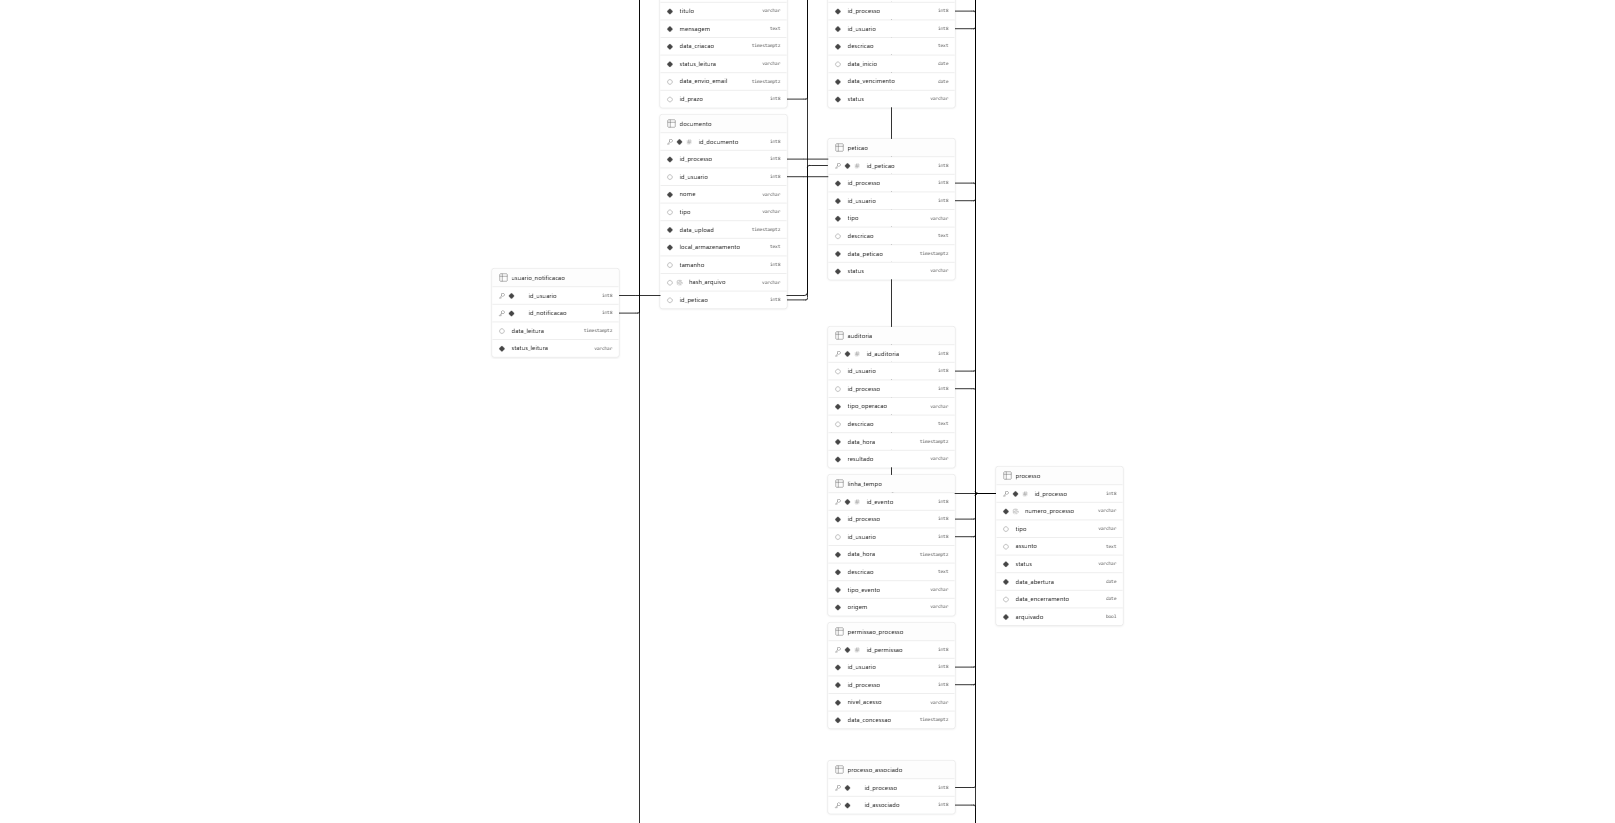 titulo varchar
mensagem text
data_criacao timestamptz
status_leitura varchar
data_envio_email timestamptz
id_prazo int8
documento
id_documento int8
id_processo int8
id_usuario int8
nome varchar
tipo varchar
data_upload timestamptz
local_armazenamento text
tamanho int8
hash_arquivo varchar
id_peticao int8
usuario_notificacao
id_usuario int8
id_notificacao int8
data_leitura timestamptz
status_leitura varchar
id_processo int8
id_usuario int8
descricao text
data_inicio date
data_vencimento date
status varchar
peticao
id_peticao int8
id_processo int8
id_usuario int8
tipo varchar
descricao text
data_peticao timestamptz
status varchar
auditoria
id_auditoria int8
id_usuario int8
id_processo int8
tipo_operacao varchar
descricao text
data_hora timestamptz
resultado varchar
linha_tempo
id_evento int8
id_processo int8
id_usuario int8
data_hora timestamptz
descricao text
tipo_evento varchar
origem varchar
permissao_processo
id_permissao int8
id_usuario int8
id_processo int8
nivel_acesso varchar
data_concessao timestamptz
processo_associado
id_processo int8
id_associado int8
processo
id_processo int8
numero_processo varchar
tipo varchar
assunto text
status varchar
data_abertura date
data_encerramento date
arquivado bool